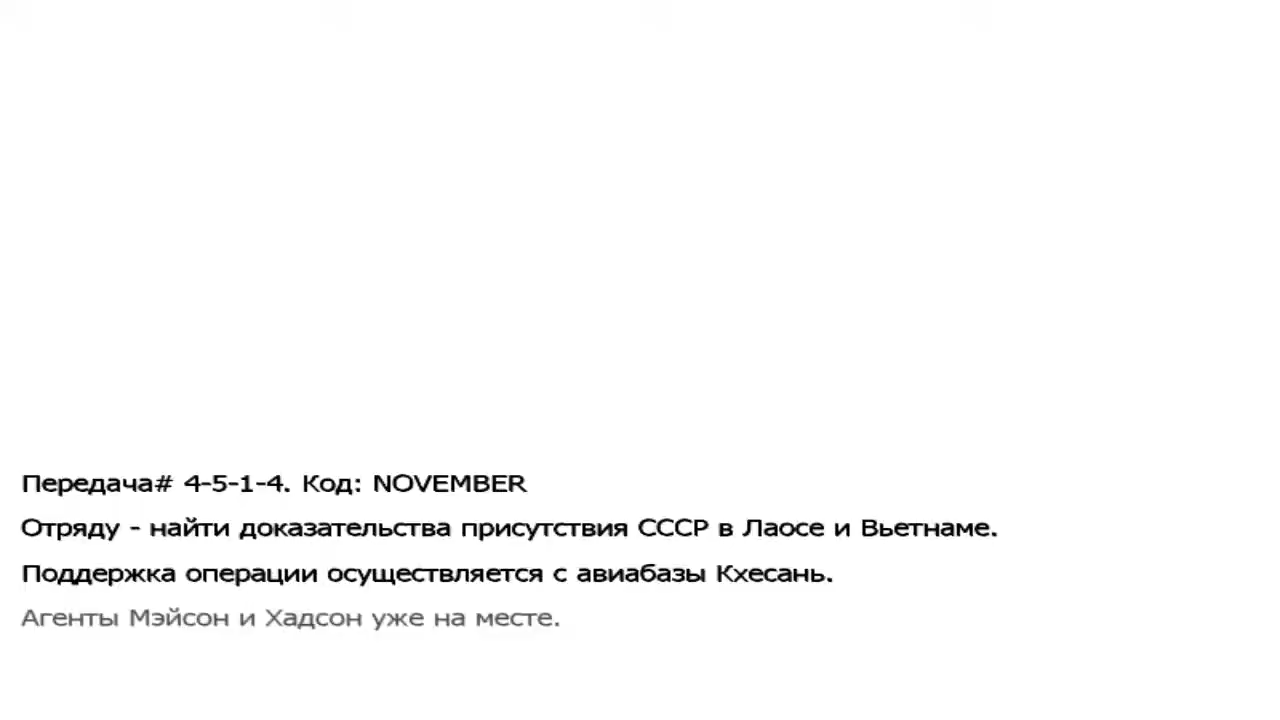 Передача# 4-5-1-4. Код: NOVEMBER
Отряду - найти доказательства присутствия СССР в Лаосе и Вьетнаме.
Поддержка операции осуществляется с авиабазы Кхесань.
Агенты Мэйсон и Хадсон уже на месте.